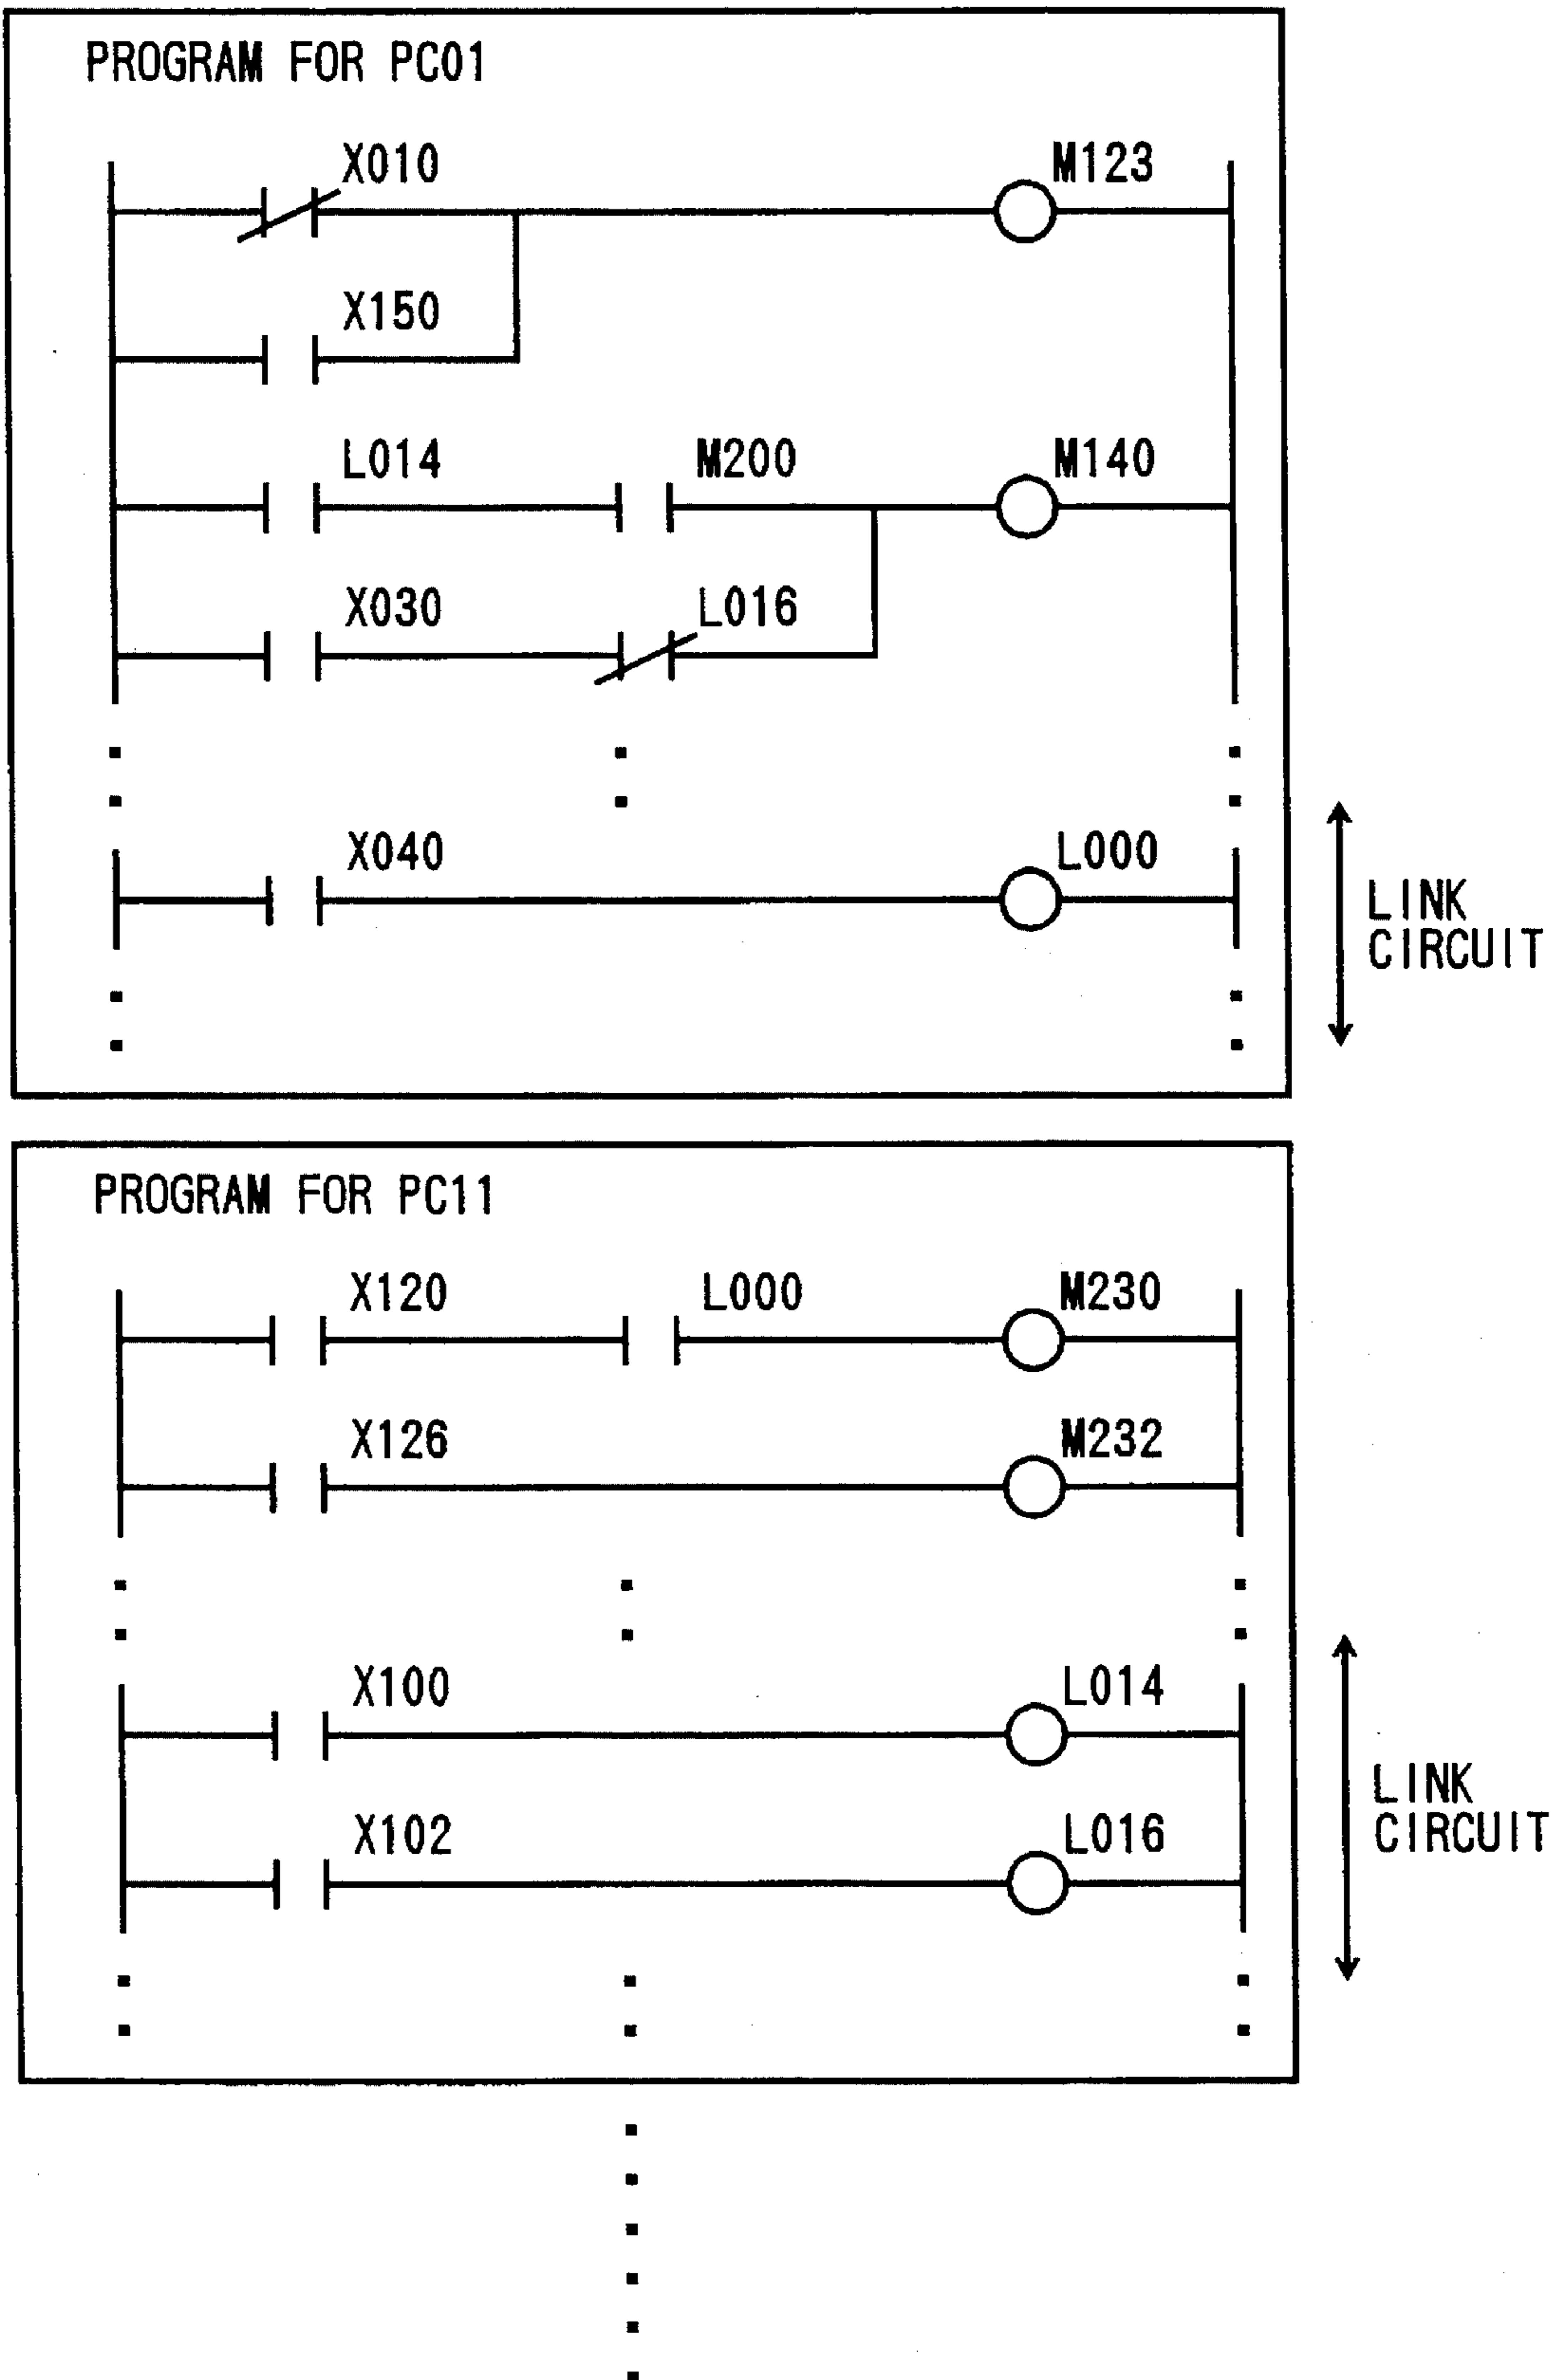 PROGRAM FOR PC01
X010 M123
X150
L014 M200 M140
X030 L016
X040 L000
LINK
CIRCUIT
PROGRAM FOR PC11
X120 L000 M230
X126 M232
X100 L014
X102 L016
LINK
CIRCUIT